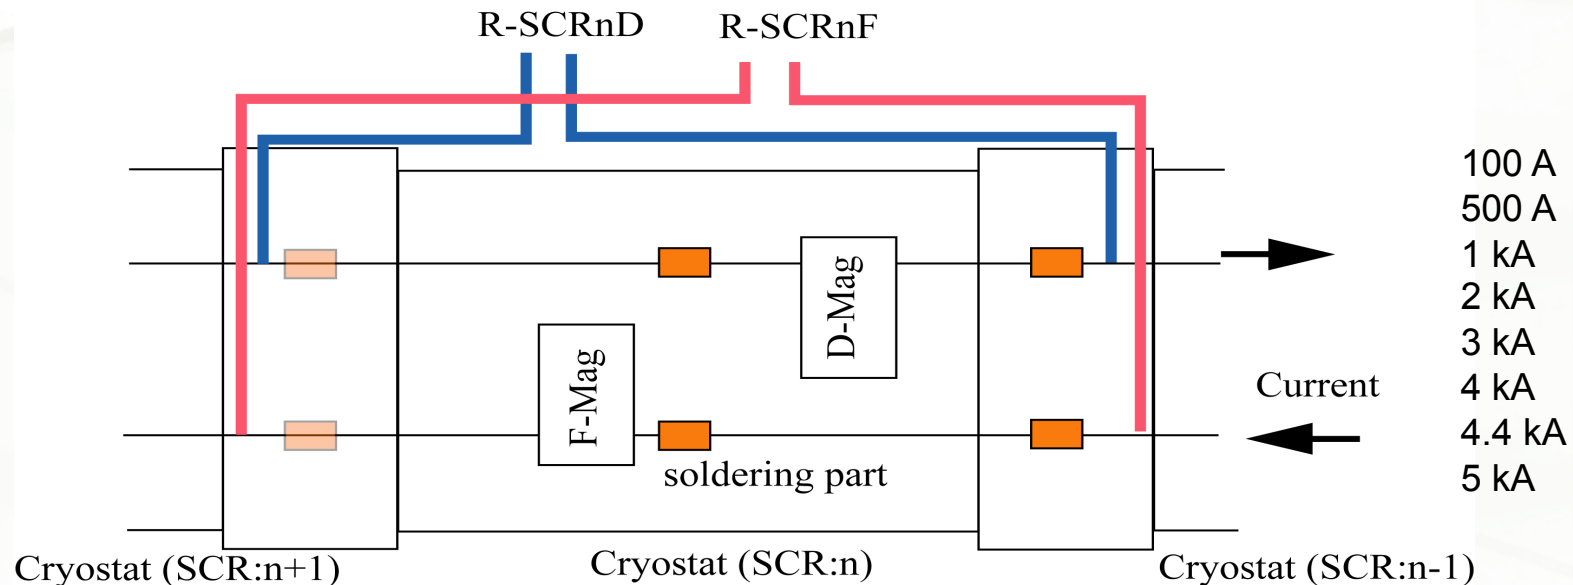 R-SCRnD
R-SCRnF
100 A
500 A
1 kA
2 kA
3 kA
4 kA
4.4 kA
5 kA
D-Mag
F-Mag
Current
soldering part
Cryostat (SCR:n+1)
Cryostat (SCR:n)
Cryostat (SCR:n-1)